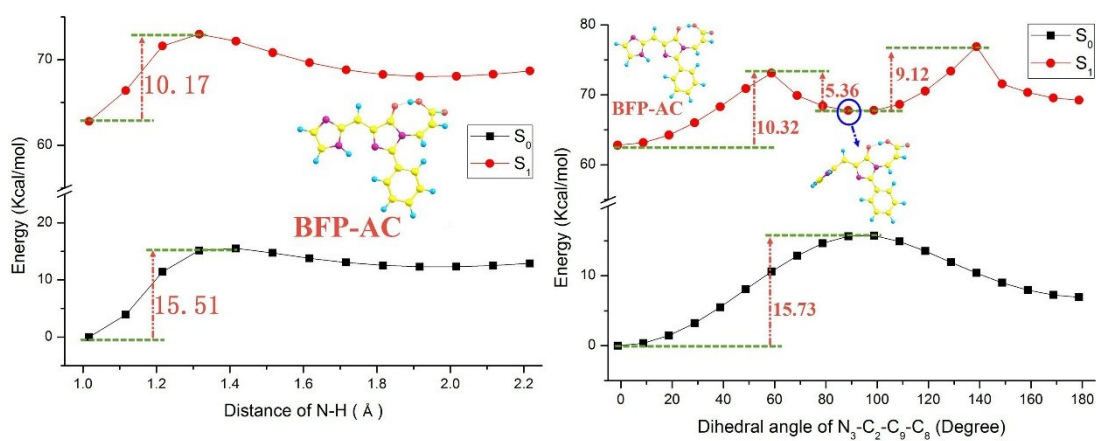 70
60
15
10
5
0
Energy (Kcal/mol)
10.17
15.51
S0
S1
BFP-AC
1.0 1.2 1.4 1.6 1.8 2.0 2.2
Distance of N-H ( Å )
80
70
60
10
0
Energy (Kcal/mol)
S0
S1
BFP-AC
10.32
5.36
9.12
15.73
0 20 40 60 80 100 120 140 160 180
Dihedral angle of N3-C2-C9-C8 (Degree)